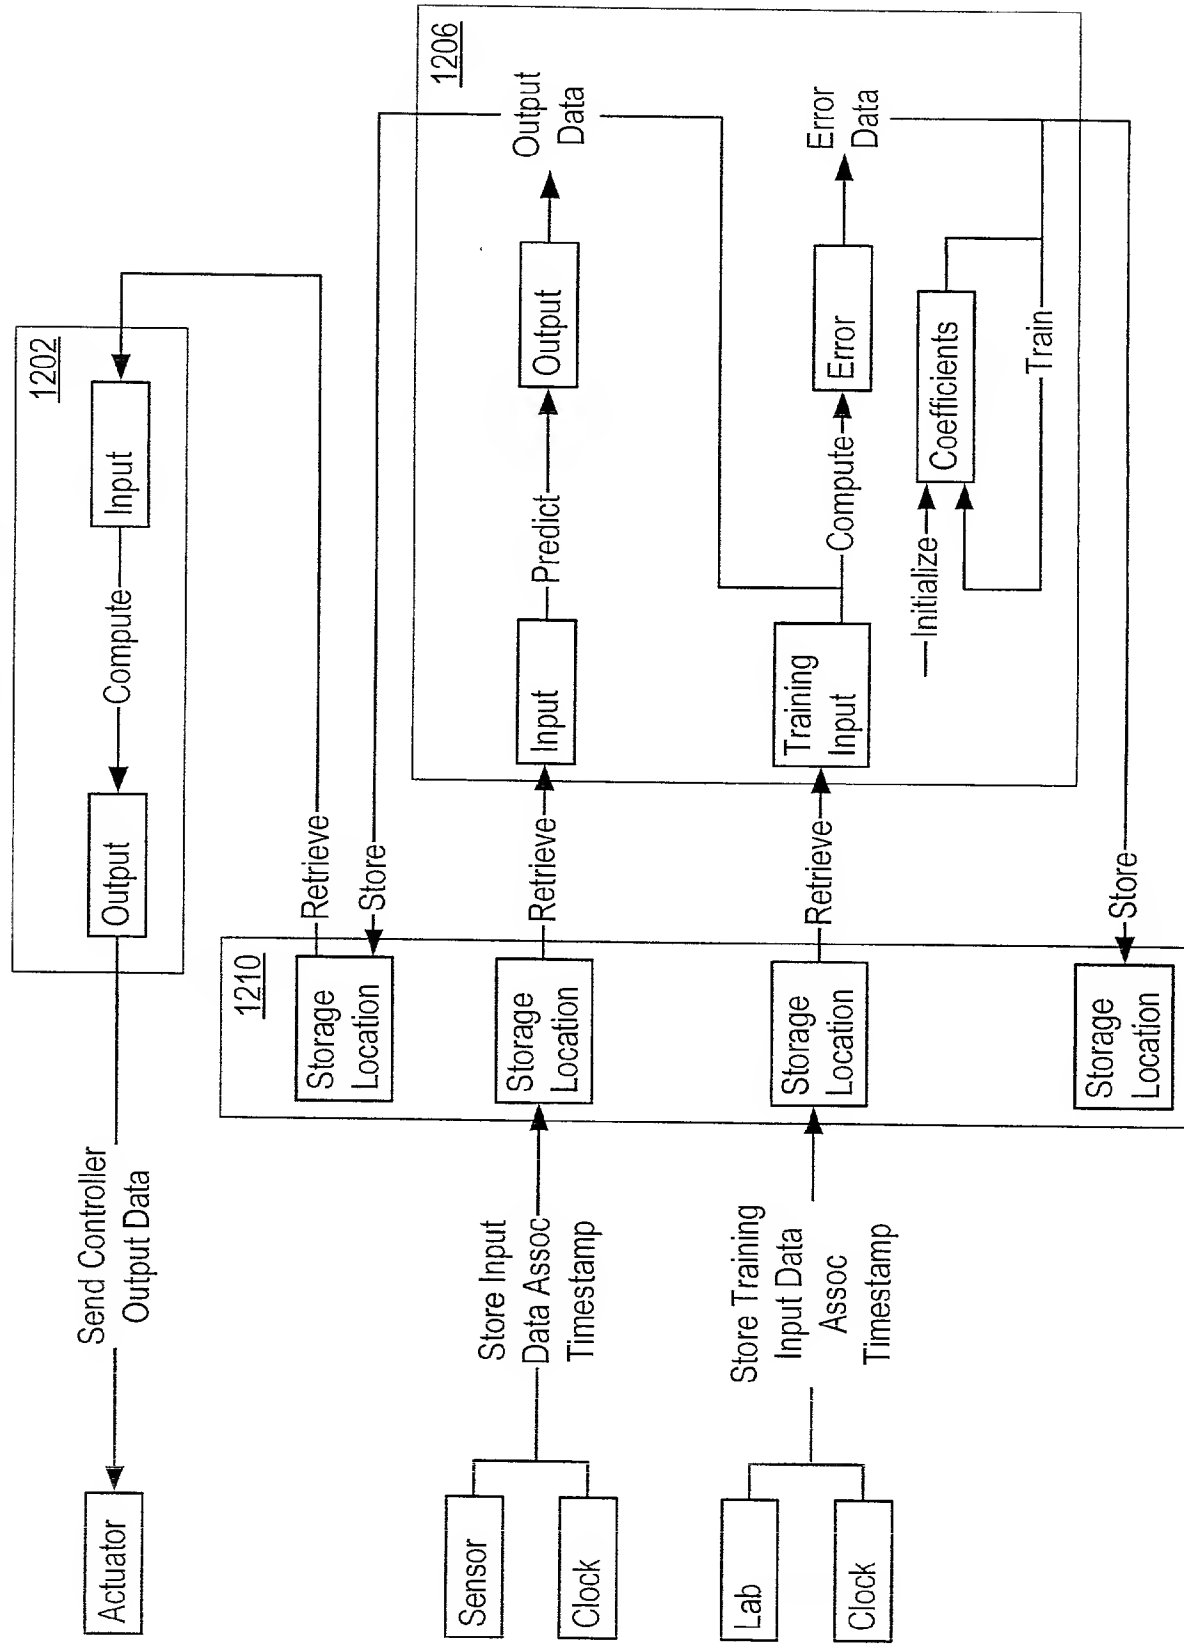 Actuator
Send Controller
Output Data
Output
Compute
Input
1202
1210
Storage
Location
Retrieve
Store
1206
Sensor
Clock
Store Input
Data Assoc
Timestamp
Storage
Location
Retrieve
Input
Predict
Output
Output
Data
Lab
Clock
Store Training
Input Data
Assoc
Timestamp
Storage
Location
Retrieve
Training
Input
Compute
Error
Error
Data
Initialize
Coefficients
Train
Storage
Location
Store